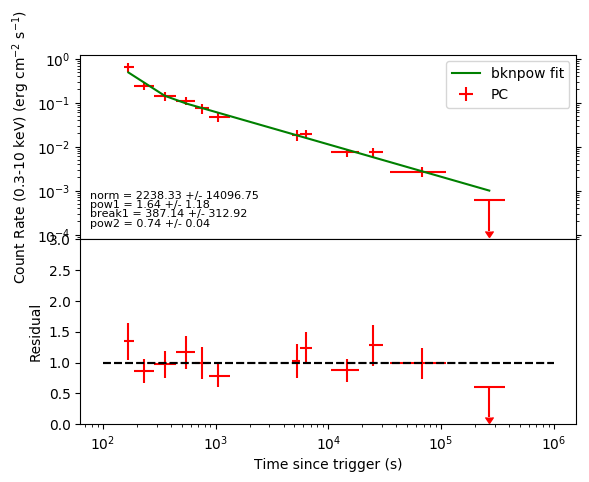 Count Rate (0.3-10 keV) (erg cm⁻² s⁻¹)
10⁰
10⁻¹
10⁻²
10⁻³
10⁻⁴
bknpow fit
PC
norm = 2238.33 +/- 14096.75
pow1 = 1.64 +/- 1.18
break1 = 387.14 +/- 312.92
pow2 = 0.74 +/- 0.04
Residual
3.0
2.5
2.0
1.5
1.0
0.5
0.0
10² 10³ 10⁴ 10⁵ 10⁶
Time since trigger (s)